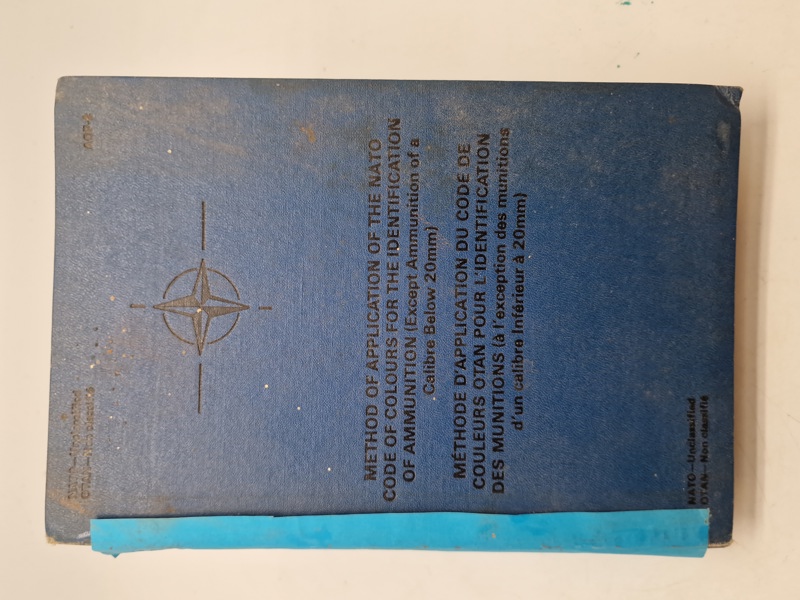 NATO—Unclassified
OTAN—Non classifié
AOP-2
METHOD OF APPLICATION OF THE NATO
CODE OF COLOURS FOR THE IDENTIFICATION
OF AMMUNITION (Except Ammunition of a
Calibre Below 20mm)
MÉTHODE D'APPLICATION DU CODE DE
COULEURS OTAN POUR L'IDENTIFICATION
DES MUNITIONS (à l'exception des munitions
d'un calibre Inférieur à 20mm)
NATO—Unclassified
OTAN—Non classifié